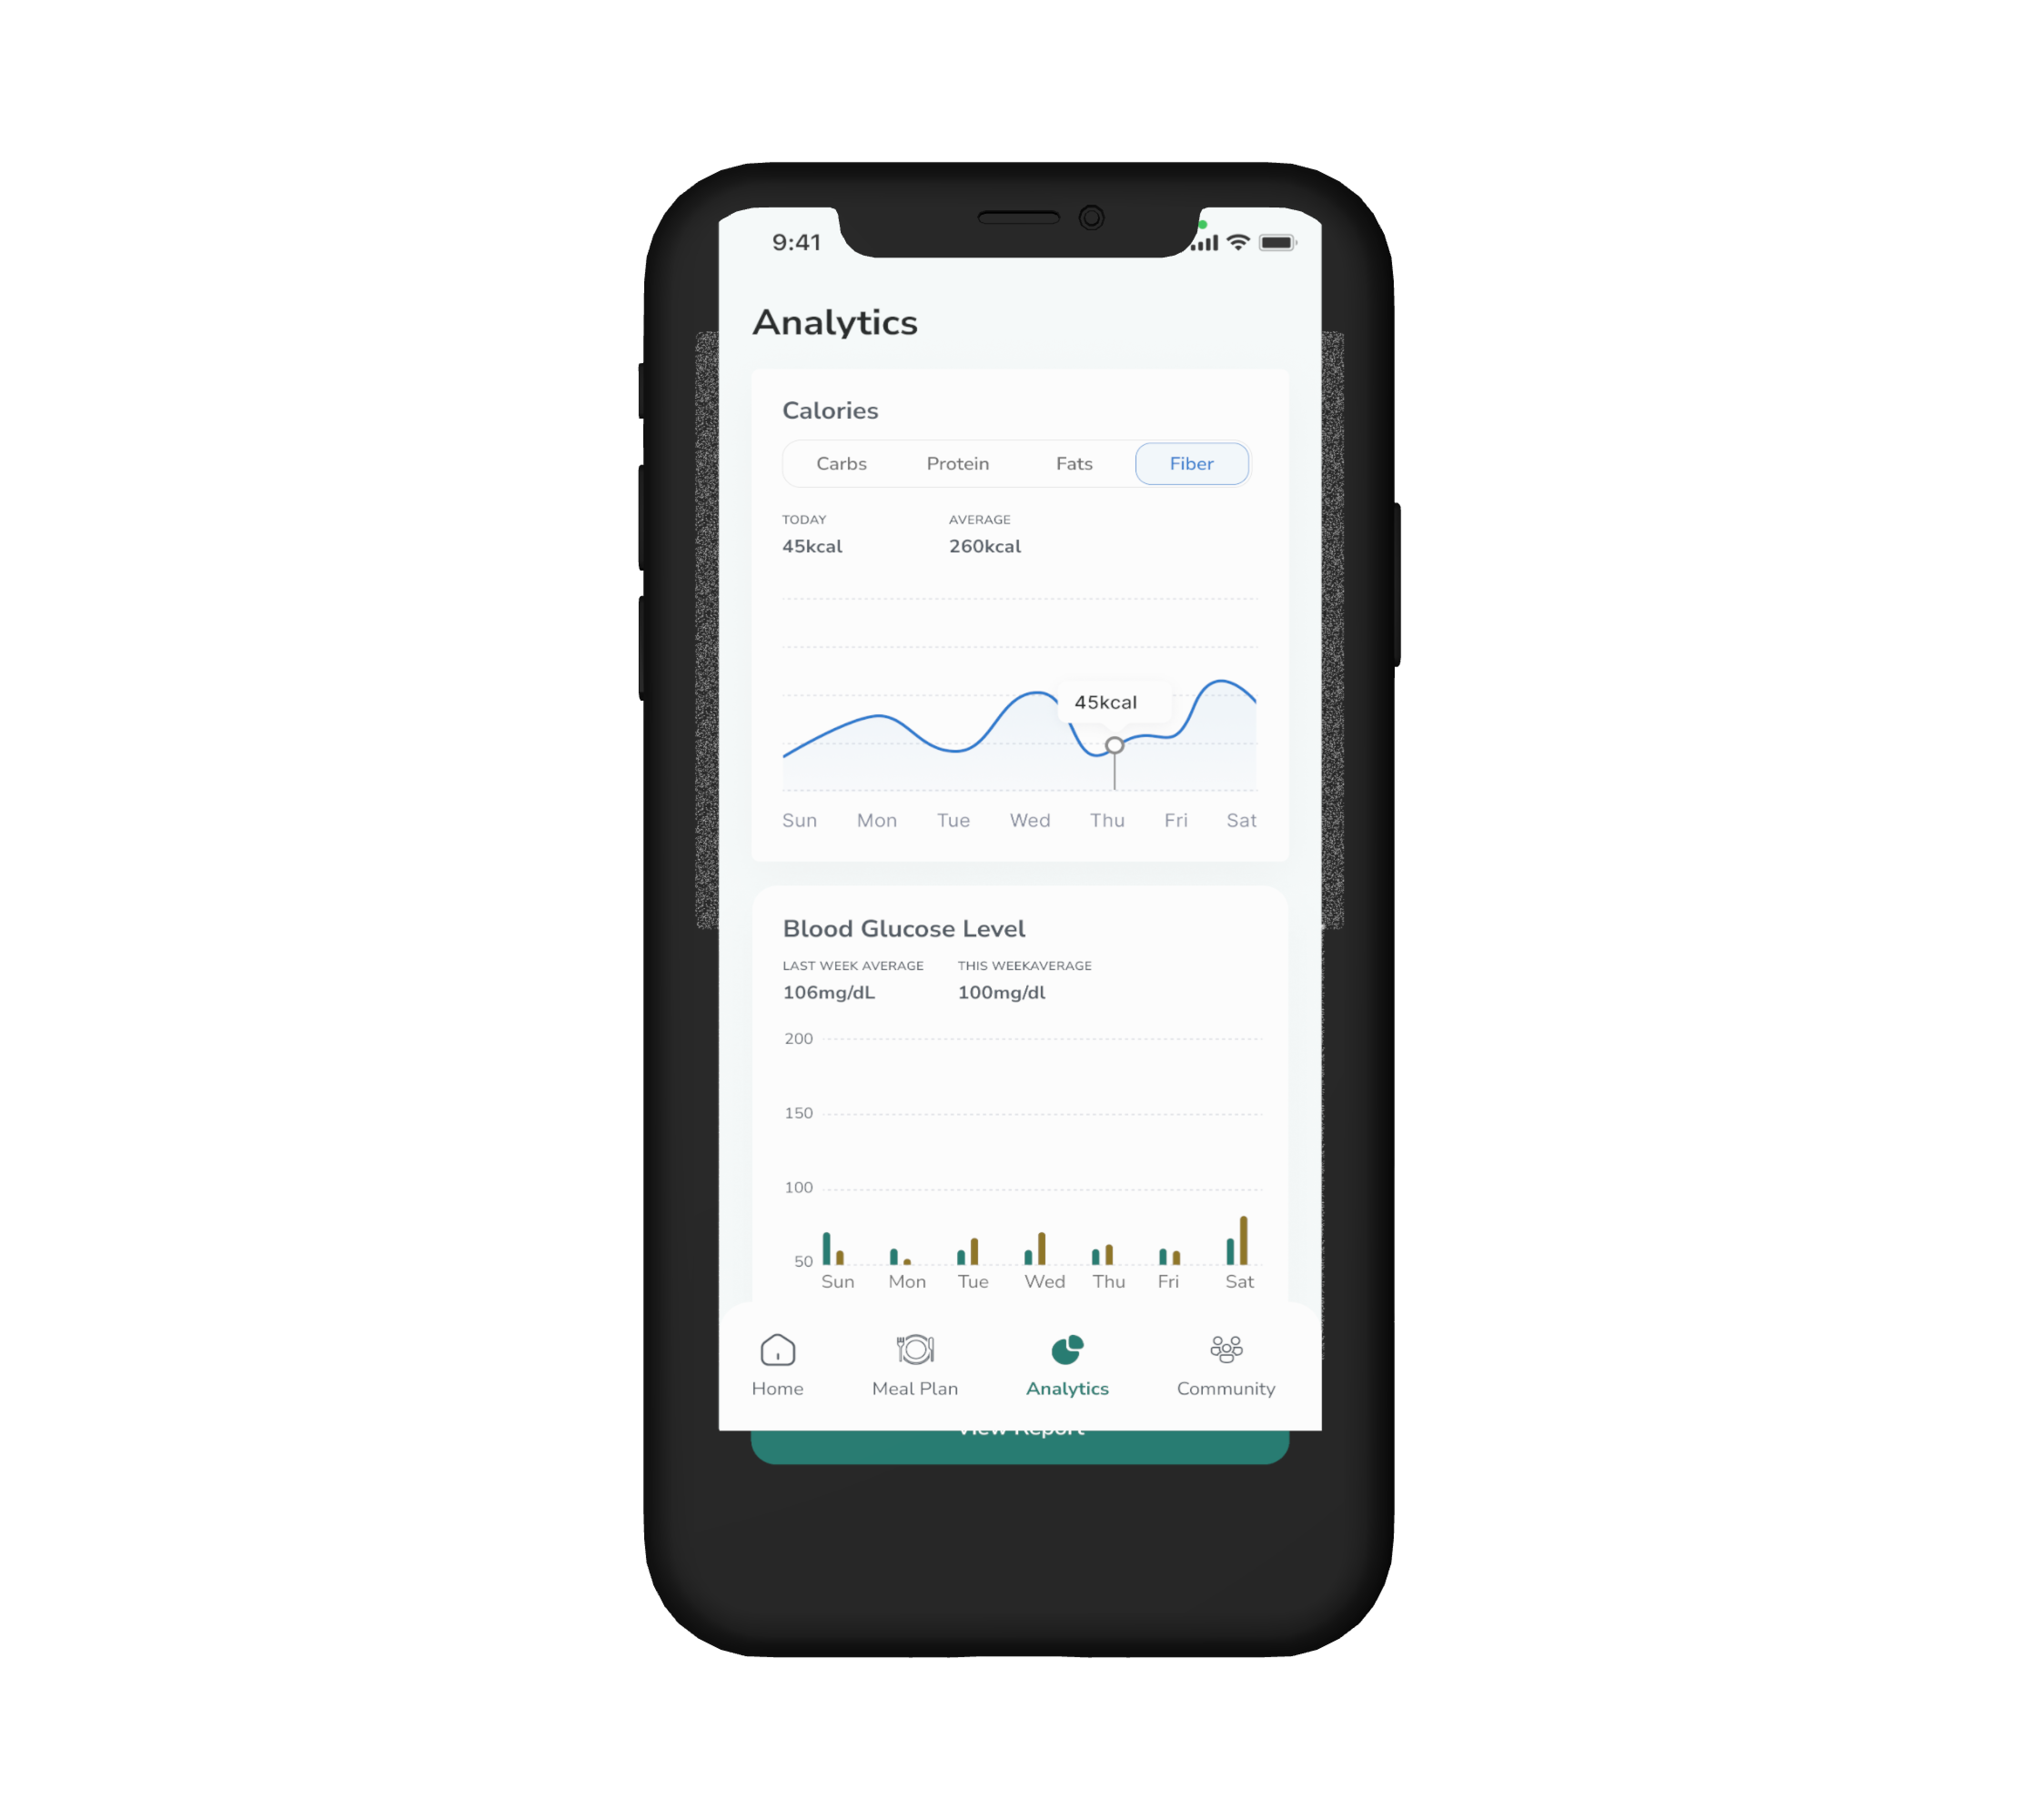 9:41
Analytics
Calories
Carbs Protein Fats Fiber
TODAY AVERAGE
45kcal 260kcal
45kcal
Sun Mon Tue Wed Thu Fri Sat
Blood Glucose Level
LAST WEEK AVERAGE THIS WEEKAVERAGE
106mg/dL 100mg/dl
200
150
100
50
Sun Mon Tue Wed Thu Fri Sat
Home Meal Plan Analytics Community
View Report